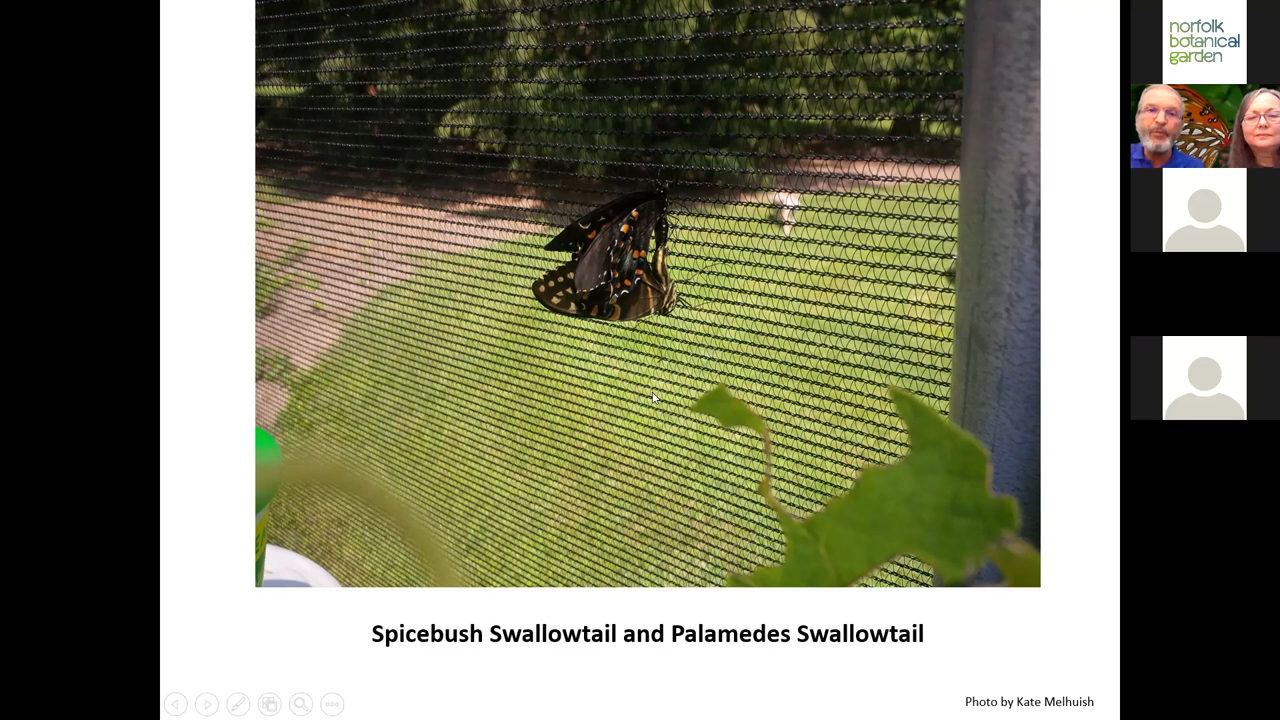 norfolk
botanical
garden
Spicebush Swallowtail and Palamedes Swallowtail
Photo by Kate Melhuish